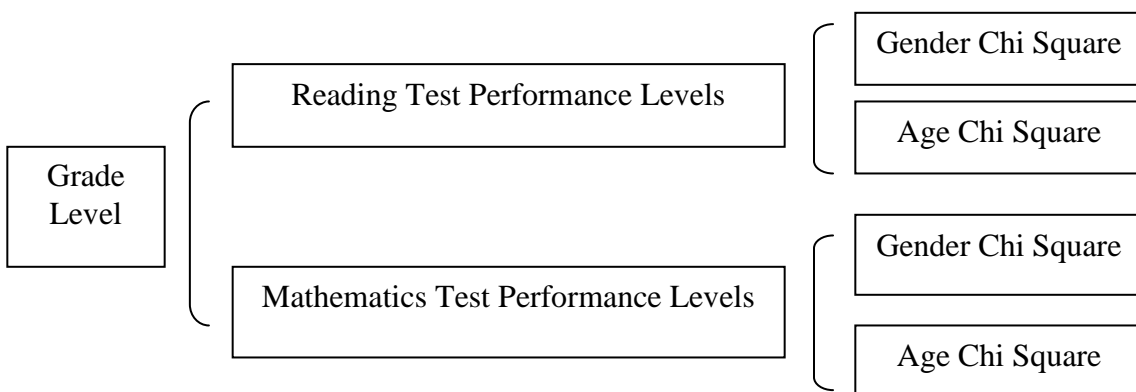 Grade
Level
Reading Test Performance Levels
Gender Chi Square
Age Chi Square
Mathematics Test Performance Levels
Gender Chi Square
Age Chi Square